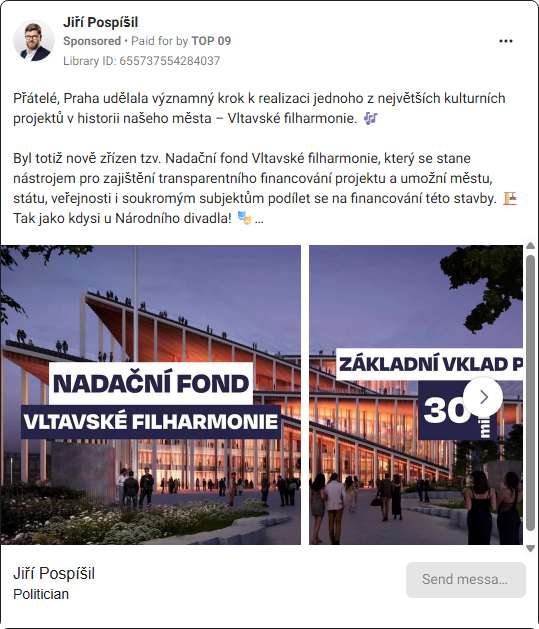 Jiří Pospíšil
Sponsored • Paid for by TOP 09
Library ID: 655737554284037
Přátelé, Praha udělala významný krok k realizaci jednoho z největších kulturních
projektů v historii našeho města – Vltavské filharmonie. 🎶
Byl totiž nově zřízen tzv. Nadační fond Vltavské filharmonie, který se stane
nástrojem pro zajištění transparentního financování projektu a umožní městu,
státu, veřejnosti i soukromým subjektům podílet se na financování této stavby. 🏗️
Tak jako kdysi u Národního divadla! 🎭 ...
NADAČNÍ FOND
VLTAVSKÉ FILHARMONIE
ZÁKLADNÍ VKLAD P
30
mil
Jiří Pospíšil
Politician
Send messa...